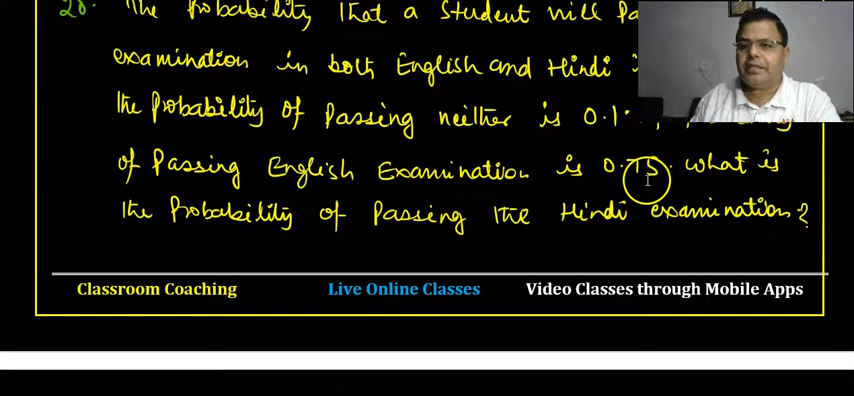 28. The Probability that a Student will Pa
examination in both English and Hindi i
the Probability of Passing neither is 0.1
of Passing English Examination is 0.75. what is
the Probability of Passing the Hindi examination?
Classroom Coaching Live Online Classes Video Classes through Mobile Apps